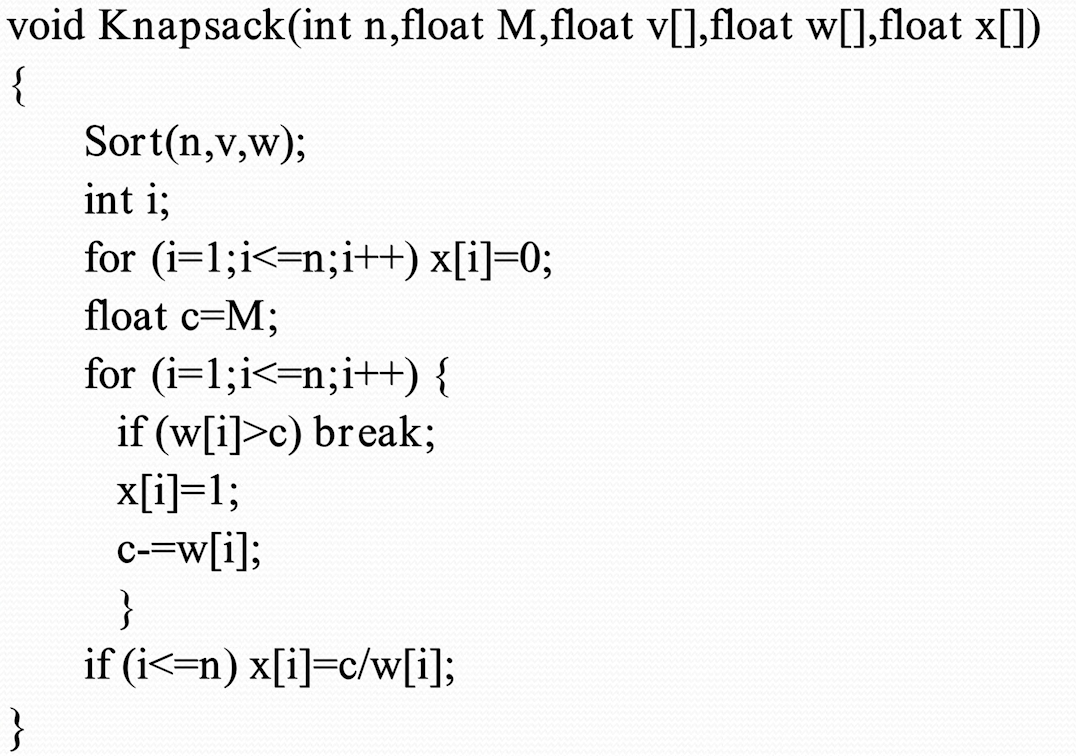 void Knapsack(int n,float M,float v[],float w[],float x[])
{
Sort(n,v,w);
int i;
for (i=1;i<=n;i++) x[i]=0;
float c=M;
for (i=1;i<=n;i++) {
if (w[i]>c) break;
x[i]=1;
c-=w[i];
}
if (i<=n) x[i]=c/w[i];
}